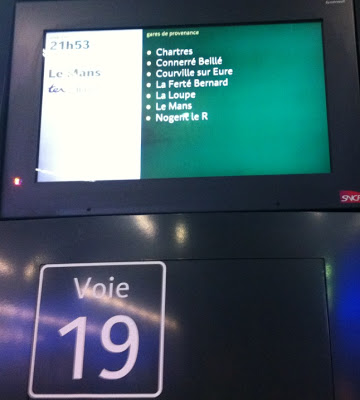 21h53
Le Mans
ter
gares de provenance
Chartres
Connerré Beillé
Courville sur Eure
La Ferté Bernard
La Loupe
Le Mans
Nogent le R
SNCF
Voie
19